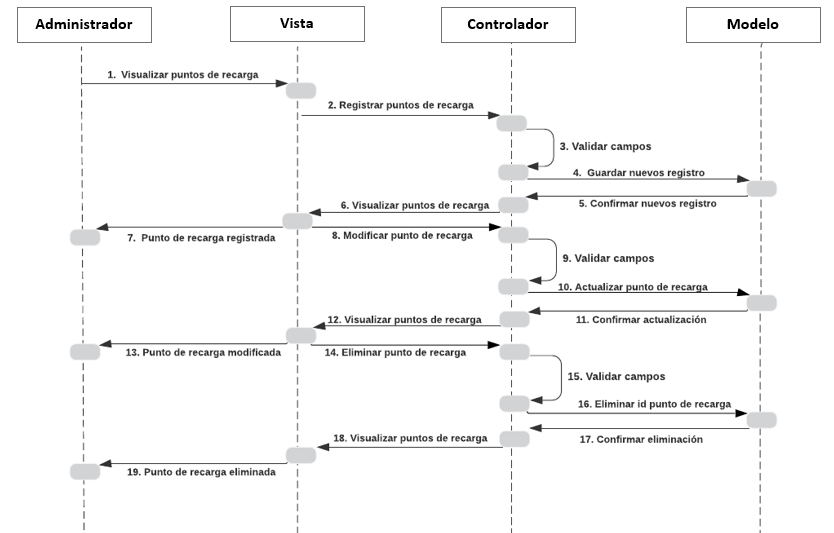 Administrador
Vista
Controlador
Modelo
1. Visualizar puntos de recarga
2. Registrar puntos de recarga
3. Validar campos
4. Guardar nuevos registro
5. Confirmar nuevos registro
6. Visualizar puntos de recarga
7. Punto de recarga registrada
8. Modificar punto de recarga
9. Validar campos
10. Actualizar punto de recarga
11. Confirmar actualización
12. Visualizar puntos de recarga
13. Punto de recarga modificada
14. Eliminar punto de recarga
15. Validar campos
16. Eliminar id punto de recarga
17. Confirmar eliminación
18. Visualizar puntos de recarga
19. Punto de recarga eliminada